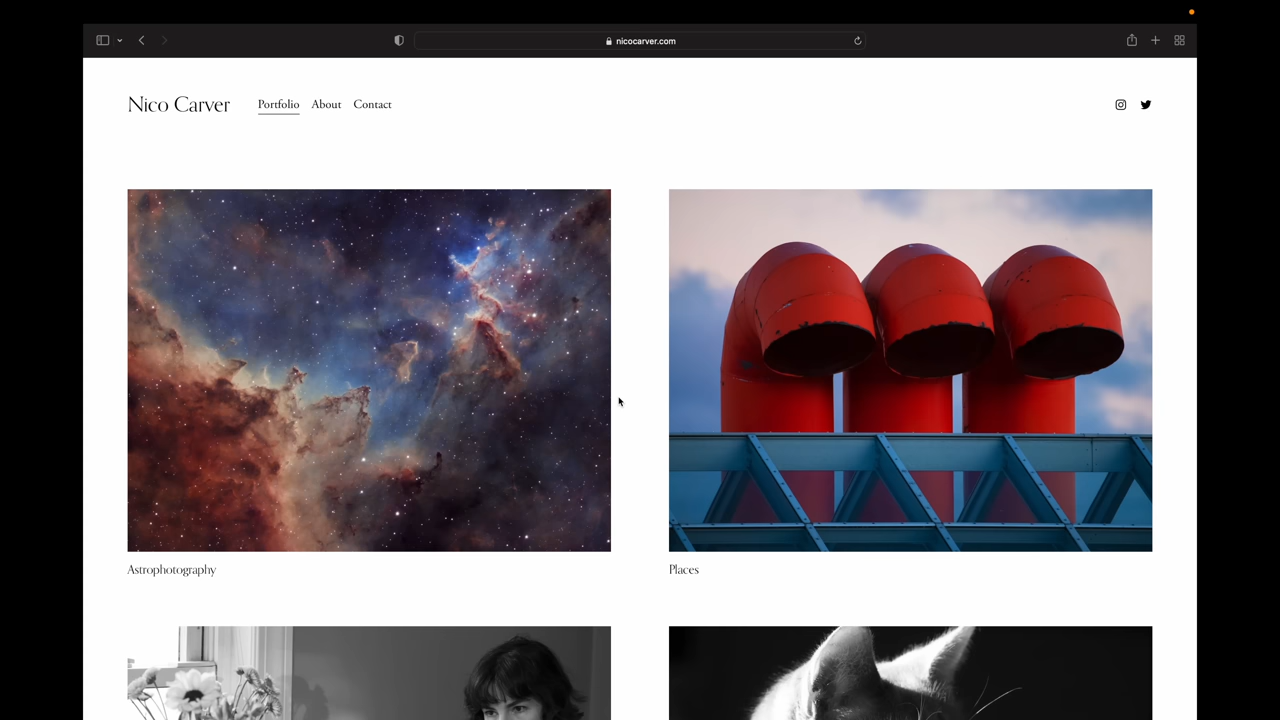 nicocarver.com
Nico Carver
Portfolio About Contact
Astrophotography
Places